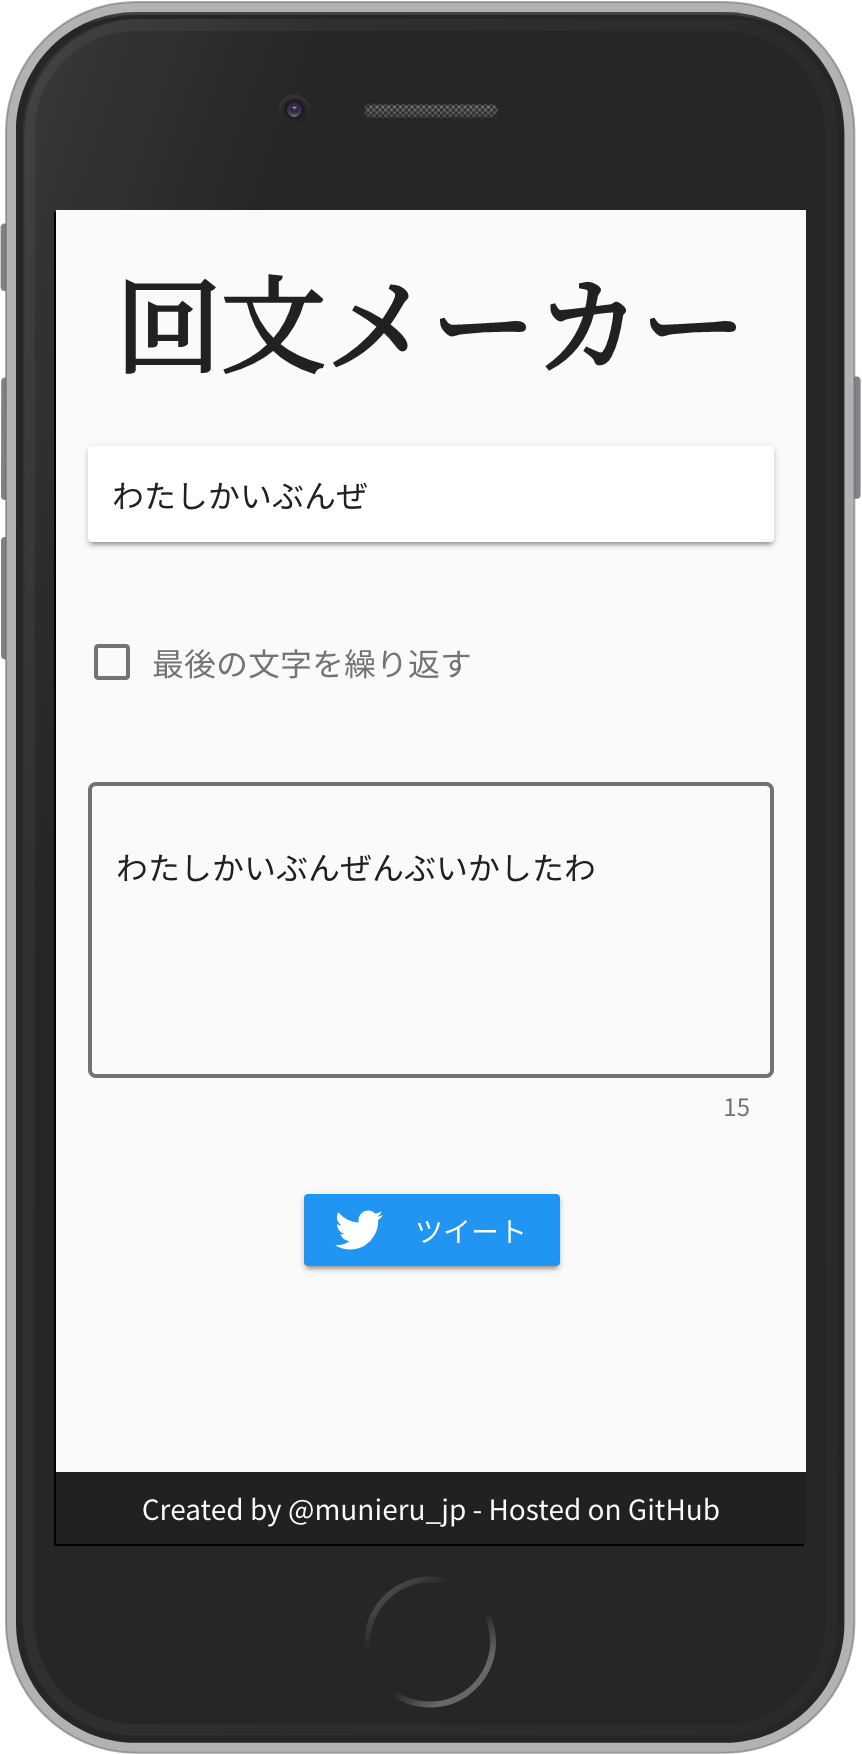 回文メーカー
わたしかいぶんぜ
最後の文字を繰り返す
わたしかいぶんぜんぶいかしたわ
15
ツイート
Created by @munieru_jp - Hosted on GitHub